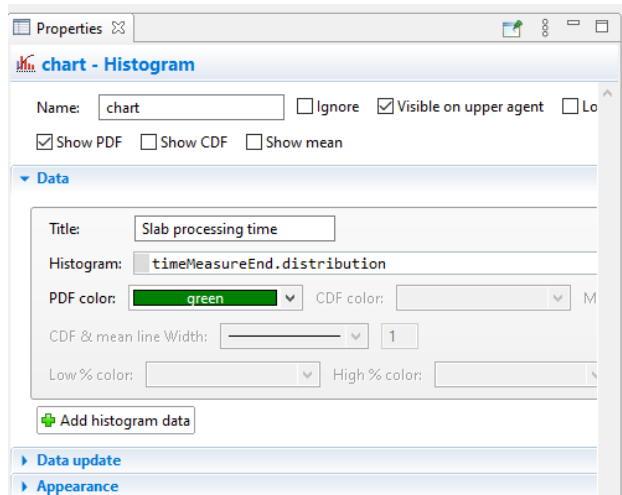 Properties
chart - Histogram
Name: chart Ignore Visible on upper agent Lo
Show PDF Show CDF Show mean
Data
Title: Slab processing time
Histogram: timeMeasureEnd.distribution
PDF color: green CDF color: M
CDF & mean line Width: 1
Low % color: High % color:
Add histogram data
Data update
Appearance